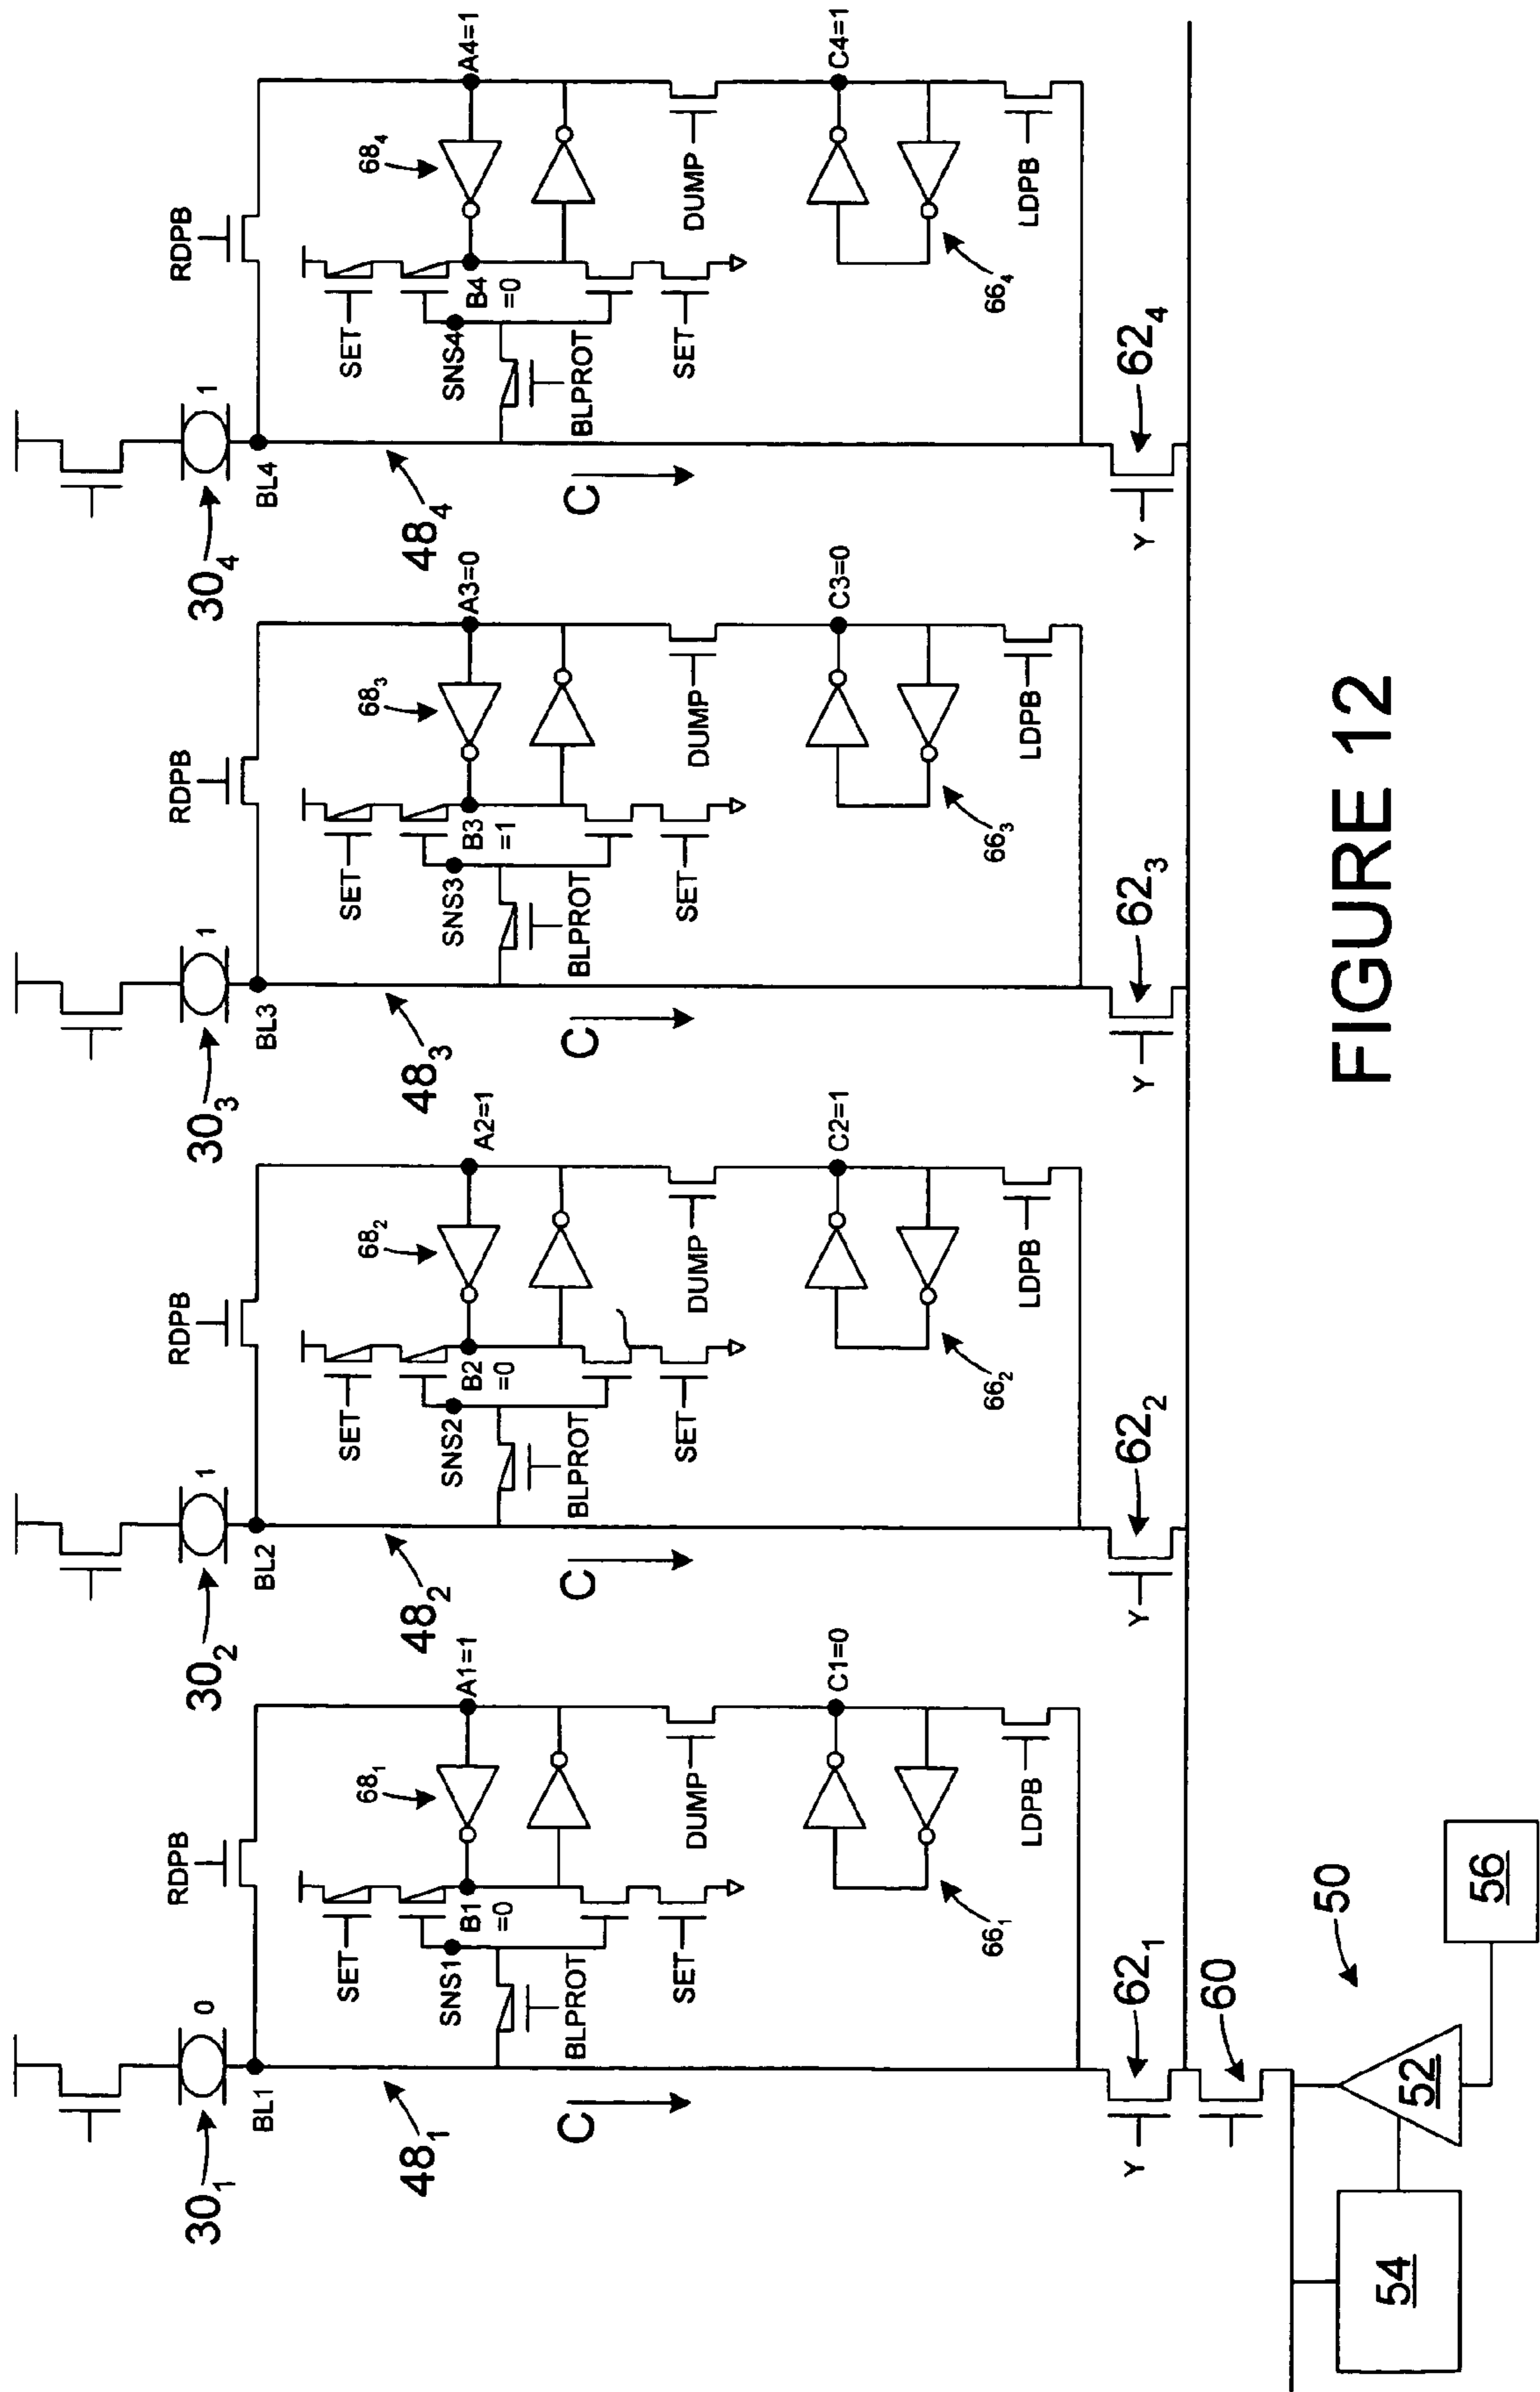 30₁
0
BL1
RDPB
48₁
C
SET
SNS1
B1
=0
BLPROT
SET
68₁
A1=1
DUMP
C1=0
66₁
LDPB
Y
62₁
30₂
1
BL2
RDPB
48₂
C
SET
SNS2
B2
=0
BLPROT
SET
68₂
A2=1
DUMP
C2=1
66₂
LDPB
Y
62₂
30₃
1
BL3
RDPB
48₃
C
SET
SNS3
B3
=1
BLPROT
SET
68₃
A3=0
DUMP
C3=0
66₃
LDPB
Y
62₃
30₄
1
BL4
RDPB
48₄
C
SET
SNS4
B4
=0
BLPROT
SET
68₄
A4=1
DUMP
C4=1
66₄
LDPB
Y
62₄
60
50
52
54
56
FIGURE 12